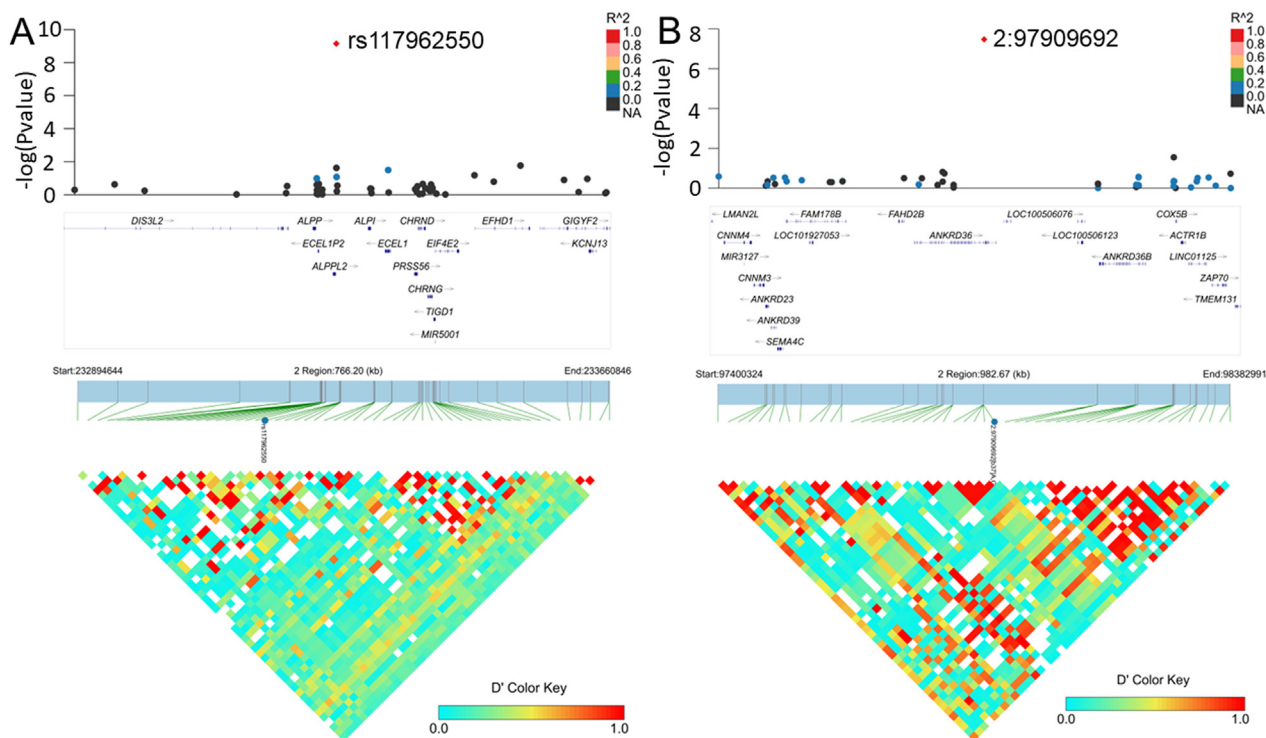 A
-log(Pvalue)
10
8
6
4
2
0
rs117962550
R^2
1.0
0.8
0.6
0.4
0.2
0.0
NA
DIS3L2 ALPP ALPI CHRND EFHD1 GIGYF2
ECEL1P2 ECEL1 EIF4E2 KCNJ13
ALPPL2 PRSS56
CHRNG
TIGD1
MIR5001
Start:232894644 2 Region:766.20 (kb) End:233660846
rs117962550
D' Color Key
0.0 1.0
B
-log(Pvalue)
8
6
4
2
0
2:97909692
R^2
1.0
0.8
0.6
0.4
0.2
0.0
NA
LMAN2L FAM178B FAHD2B LOC100506076 COX5B
CNNM4 LOC101927053 ANKRD36 LOC100506123 ACTR1B
MIR3127 ANKRD36B LINC01125
CNNM3 ZAP70
ANKRD23 TMEM131
ANKRD39
SEMA4C
Start:97400324 2 Region:982.67 (kb) End:98382991
D' Color Key
0.0 1.0